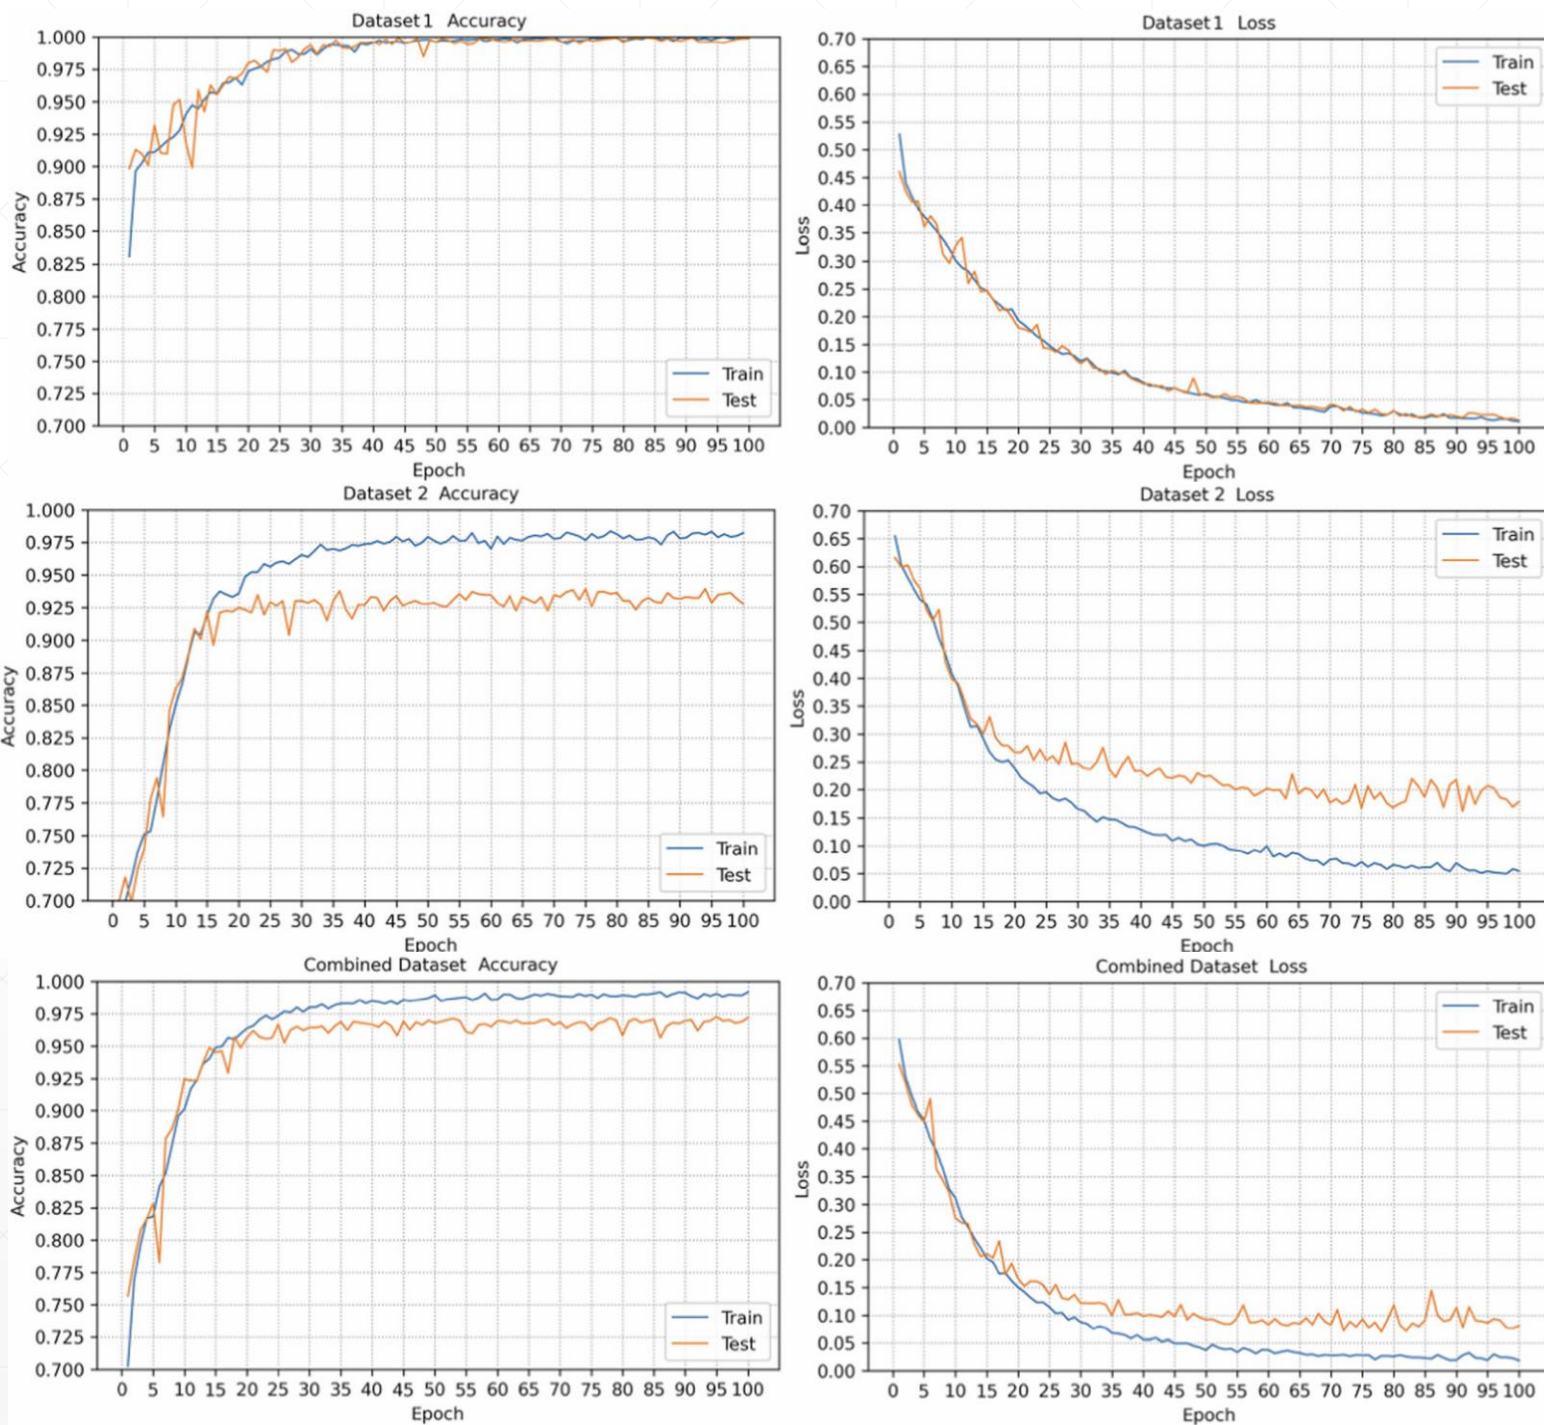 Dataset1 Accuracy
1.000
0.975
0.950
0.925
0.900
0.875
0.850
0.825
0.800
0.775
0.750
0.725
0.700
Accuracy
Train
Test
0 5 10 15 20 25 30 35 40 45 50 55 60 65 70 75 80 85 90 95 100
Epoch
Dataset1 Loss
0.70
0.65
0.60
0.55
0.50
0.45
0.40
0.35
0.30
0.25
0.20
0.15
0.10
0.05
0.00
Loss
Train
Test
0 5 10 15 20 25 30 35 40 45 50 55 60 65 70 75 80 85 90 95 100
Epoch
Dataset 2 Accuracy
1.000
0.975
0.950
0.925
0.900
0.875
0.850
0.825
0.800
0.775
0.750
0.725
0.700
Accuracy
Train
Test
0 5 10 15 20 25 30 35 40 45 50 55 60 65 70 75 80 85 90 95 100
Epoch
Dataset 2 Loss
0.70
0.65
0.60
0.55
0.50
0.45
0.40
0.35
0.30
0.25
0.20
0.15
0.10
0.05
0.00
Loss
Train
Test
0 5 10 15 20 25 30 35 40 45 50 55 60 65 70 75 80 85 90 95 100
Epoch
Combined Dataset Accuracy
1.000
0.975
0.950
0.925
0.900
0.875
0.850
0.825
0.800
0.775
0.750
0.725
0.700
Accuracy
Train
Test
0 5 10 15 20 25 30 35 40 45 50 55 60 65 70 75 80 85 90 95 100
Epoch
Combined Dataset Loss
0.70
0.65
0.60
0.55
0.50
0.45
0.40
0.35
0.30
0.25
0.20
0.15
0.10
0.05
0.00
Loss
Train
Test
0 5 10 15 20 25 30 35 40 45 50 55 60 65 70 75 80 85 90 95 100
Epoch